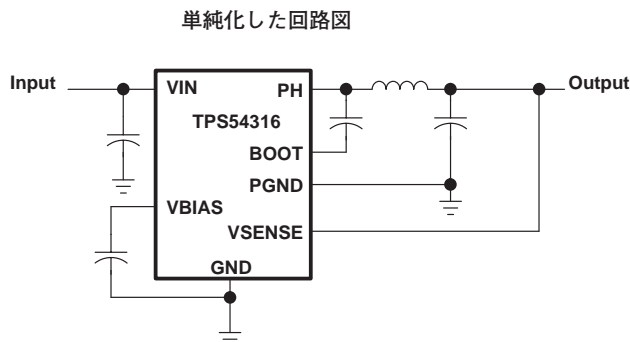 単純化した回路図
Input
VIN
PH
Output
TPS54316
BOOT
PGND
VBIAS
VSENSE
GND